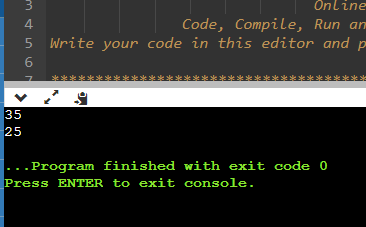 3 Online
4 Code, Compile, Run an
5 Write your code in this editor and p
6
7 ********************************
35
25
...Program finished with exit code 0
Press ENTER to exit console.